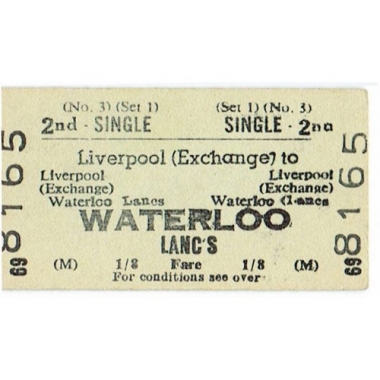 (No. 3) (Set 1) (Set 1) (No. 3)
2nd - SINGLE SINGLE - 2nd
Liverpool (Exchange) to
Liverpool Liverpool
(Exchange) (Exchange)
Waterloo Lancs Waterloo (Lancs
WATERLOO
LANC'S
(M) 1/8 Fare 1/8 (M)
For conditions see over
69 8165
69 8165